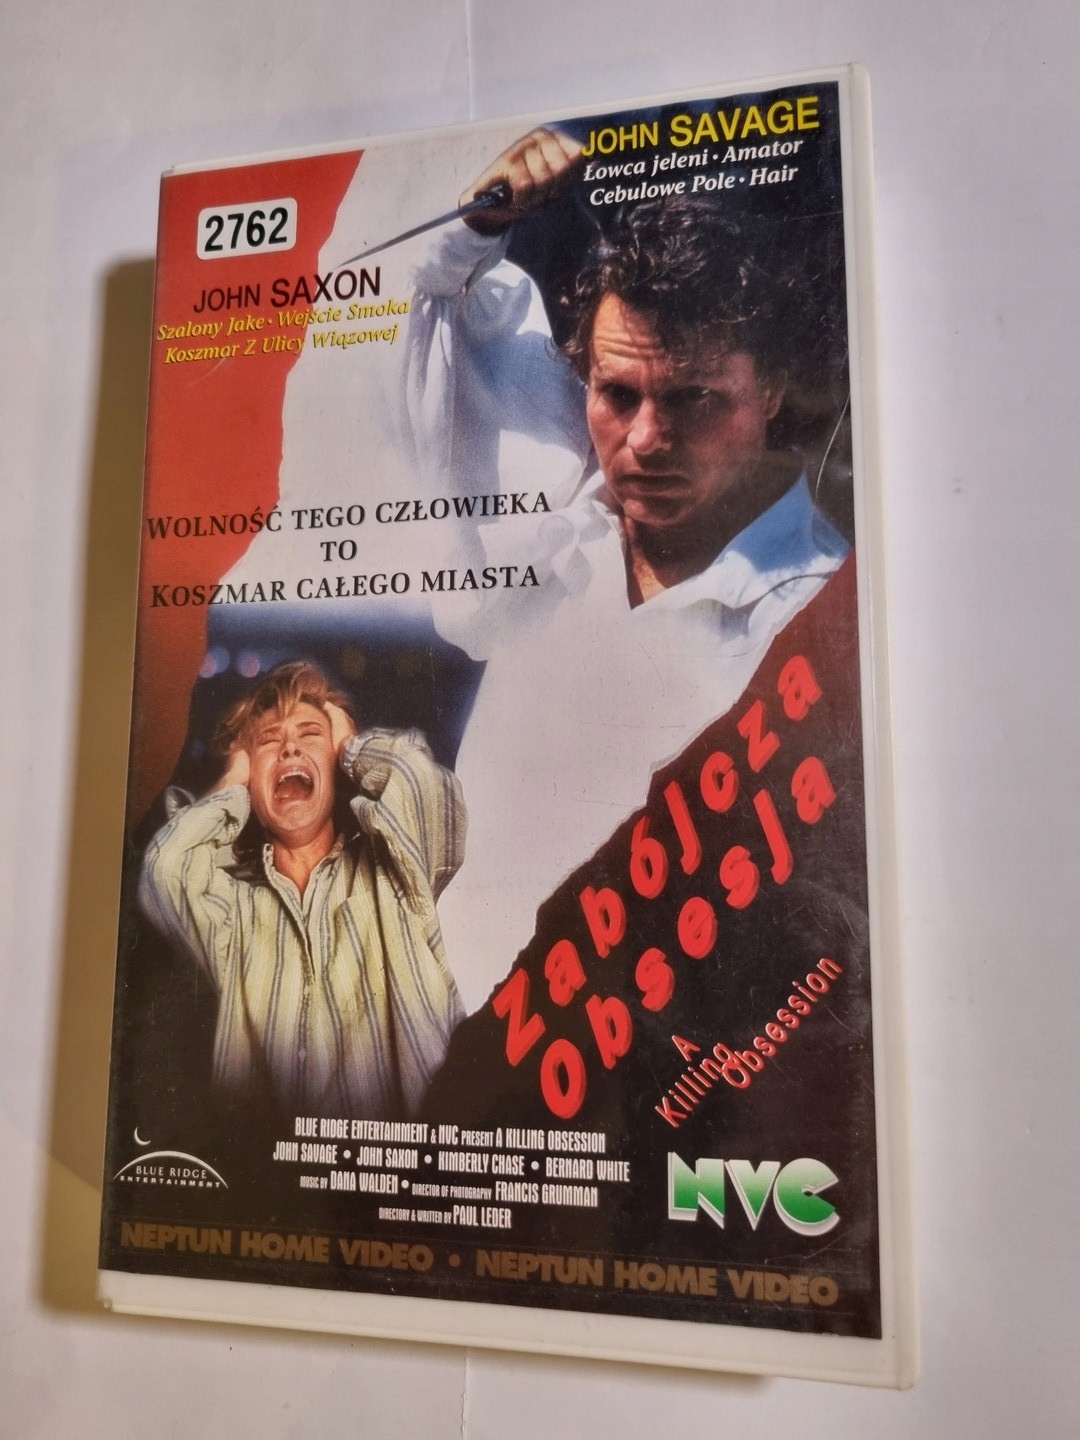 JOHN SAVAGE
Łowca jeleni • Amator
Cebulowe Pole • Hair
2762
JOHN SAXON
Szalony Jake • Wejście Smoka
Koszmar Z Ulicy Wiązowej
WOLNOŚĆ TEGO CZŁOWIEKA
TO
KOSZMAR CAŁEGO MIASTA
Zabójcza
Obsesja
A
Killing
Obsession
BLUE RIDGE ENTERTAINMENT & NVC PRESENT A KILLING OBSESSION
JOHN SAVAGE • JOHN SAXON • KIMBERLY CHASE • BERNARD WHITE
MUSIC BY DANA WALDEN • DIRECTOR OF PHOTOGRAPHY FRANCIS GRUMMAN
DIRECTORY & WRITTEN BY PAUL LEDER
BLUE RIDGE
ENTERTAINMENT
NVC
NEPTUN HOME VIDEO • NEPTUN HOME VIDEO